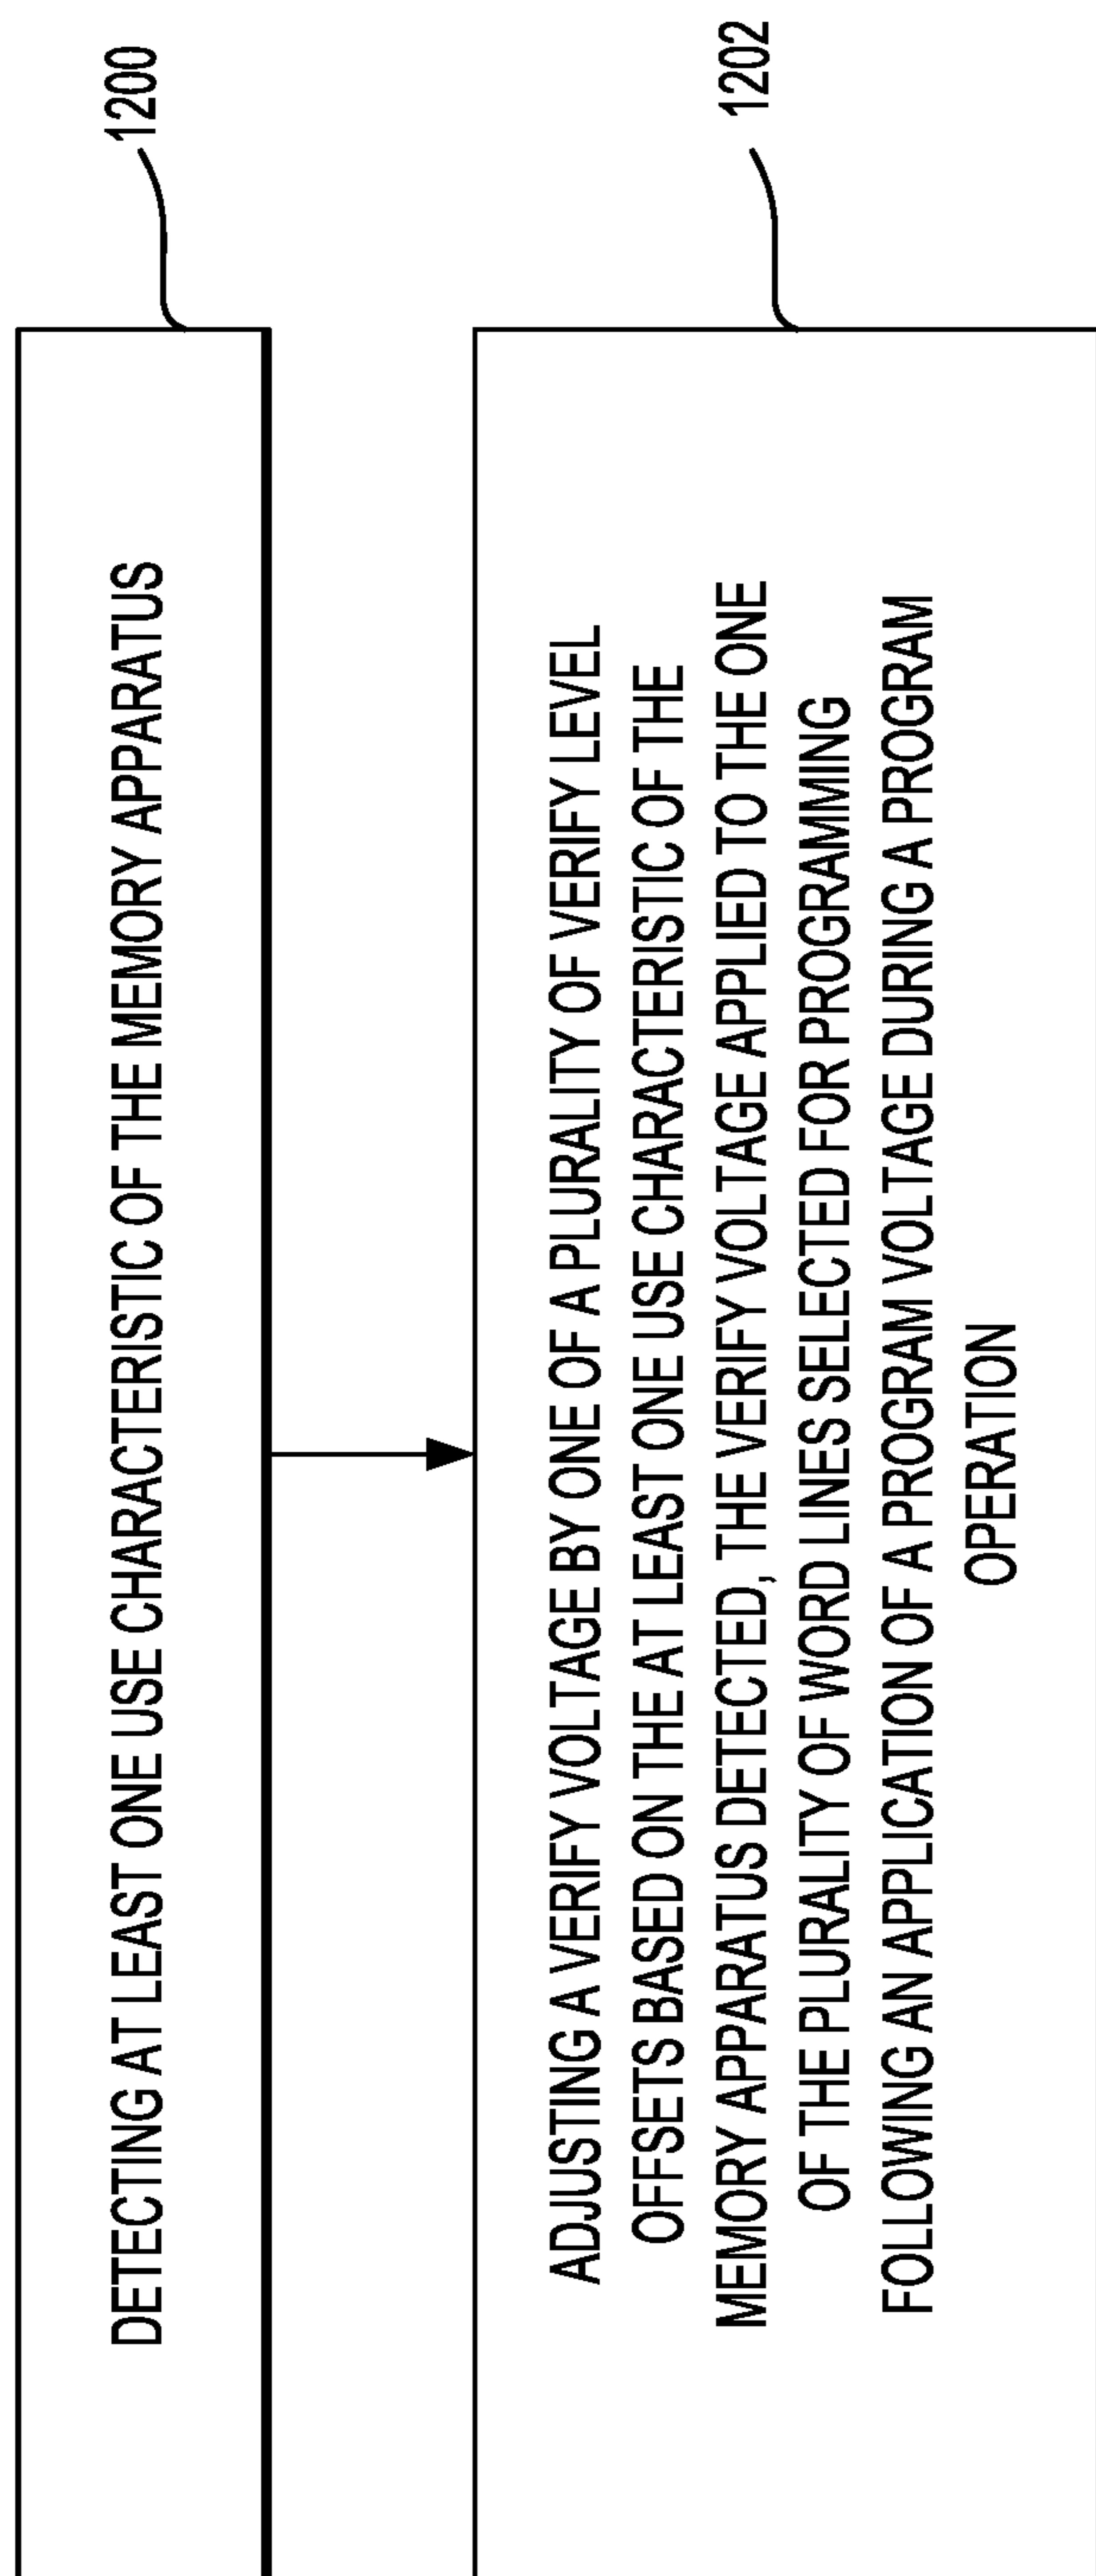 DETECTING AT LEAST ONE USE CHARACTERISTIC OF THE MEMORY APPARATUS
1200
ADJUSTING A VERIFY VOLTAGE BY ONE OF A PLURALITY OF VERIFY LEVEL
OFFSETS BASED ON THE AT LEAST ONE USE CHARACTERISTIC OF THE
MEMORY APPARATUS DETECTED, THE VERIFY VOLTAGE APPLIED TO THE ONE
OF THE PLURALITY OF WORD LINES SELECTED FOR PROGRAMMING
FOLLOWING AN APPLICATION OF A PROGRAM VOLTAGE DURING A PROGRAM
OPERATION
1202